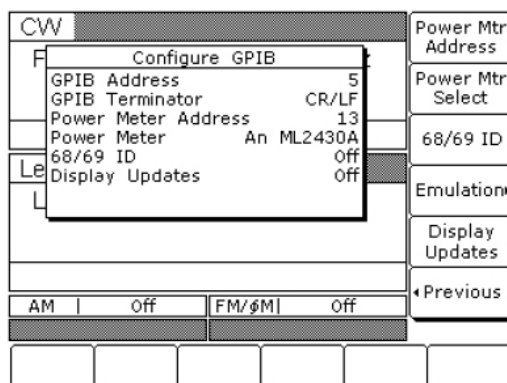 CW
F
Configure GPIB
GPIB Address 5
GPIB Terminator CR/LF
Power Meter Address 13
Power Meter An ML2430A
68/69 ID Off
Display Updates Off
Le
L
AM | Off
FM/ϕM| Off
Power Mtr
Address
Power Mtr
Select
68/69 ID
Emulation
Display
Updates
Previous